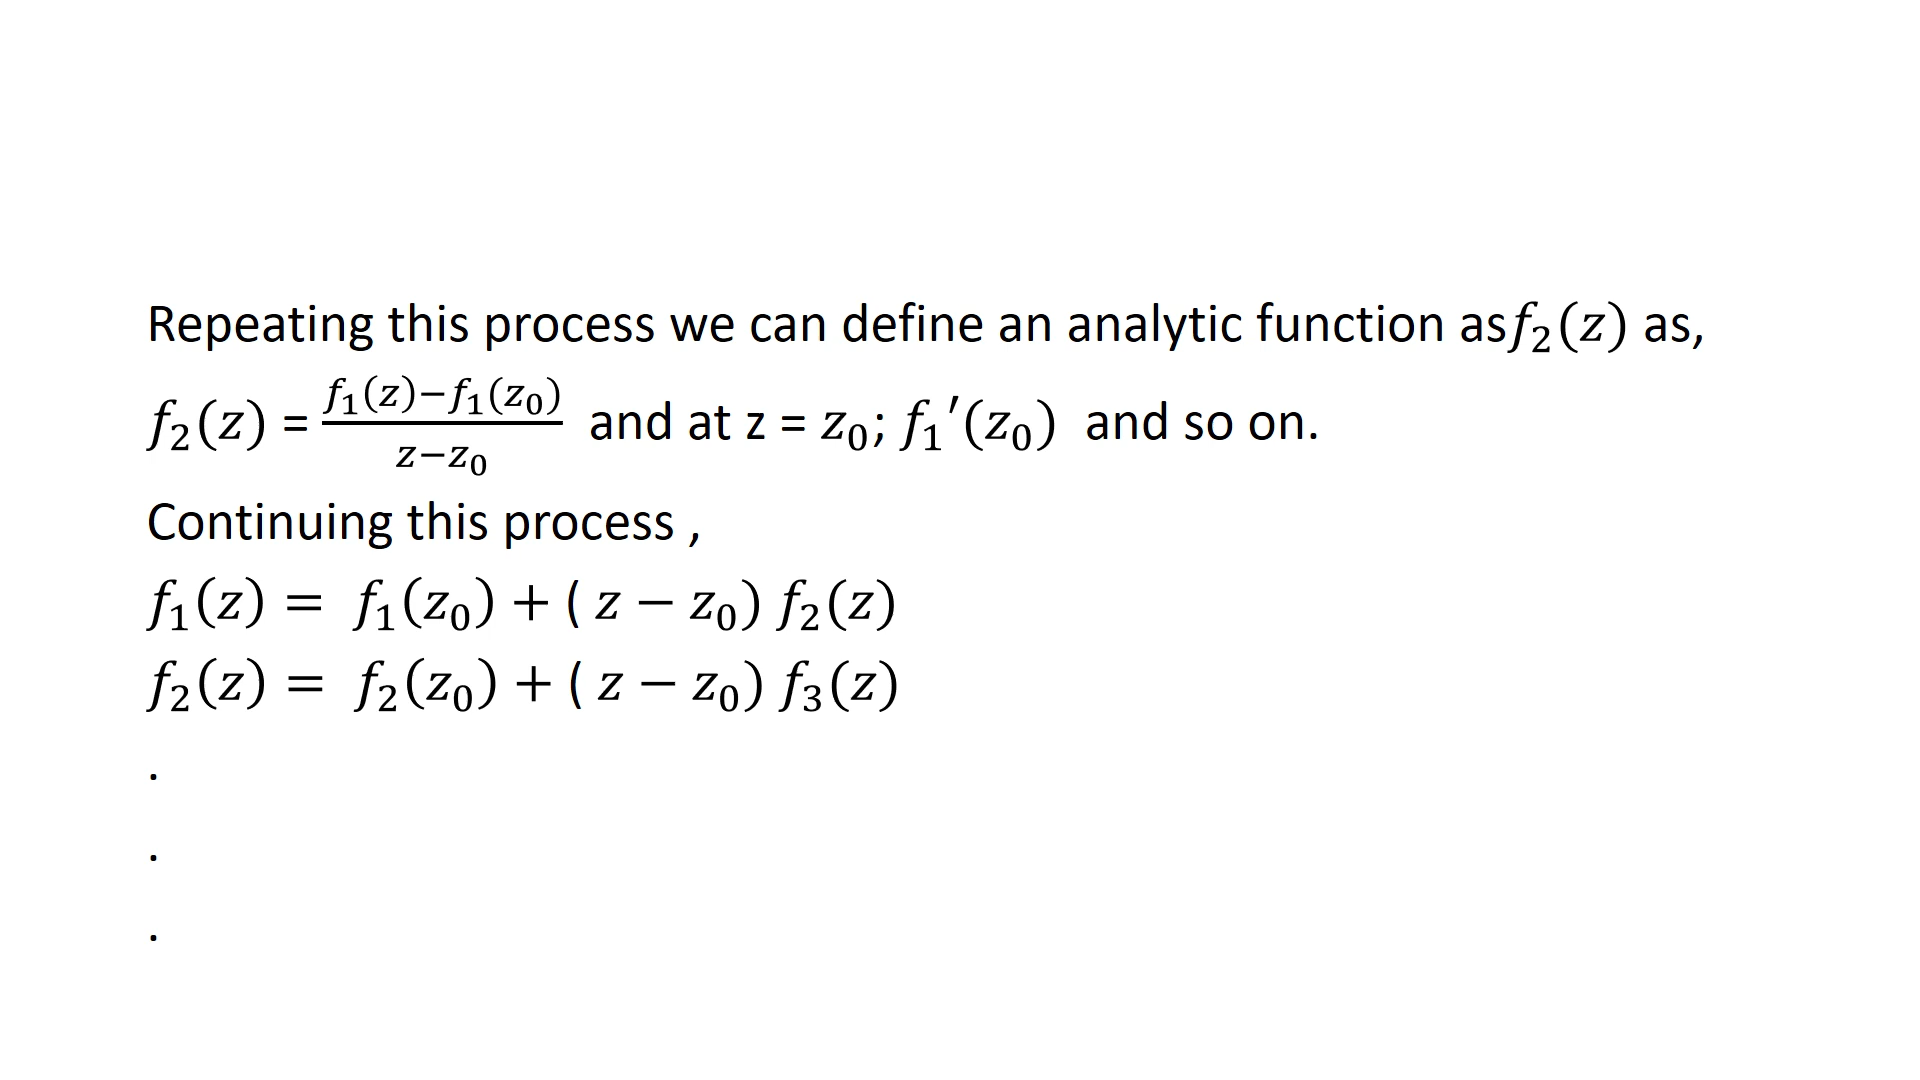 Repeating this process we can define an analytic function as𝑓₂(𝑧) as,
𝑓₂(𝑧) = \frac{𝑓₁(𝑧)−𝑓₁(𝑧₀)}{𝑧−𝑧₀} and at z = 𝑧₀; 𝑓₁′(𝑧₀) and so on.
Continuing this process ,
𝑓₁(𝑧) = 𝑓₁(𝑧₀) + ( 𝑧 − 𝑧₀) 𝑓₂(𝑧)
𝑓₂(𝑧) = 𝑓₂(𝑧₀) + ( 𝑧 − 𝑧₀) 𝑓₃(𝑧)
.
.
.